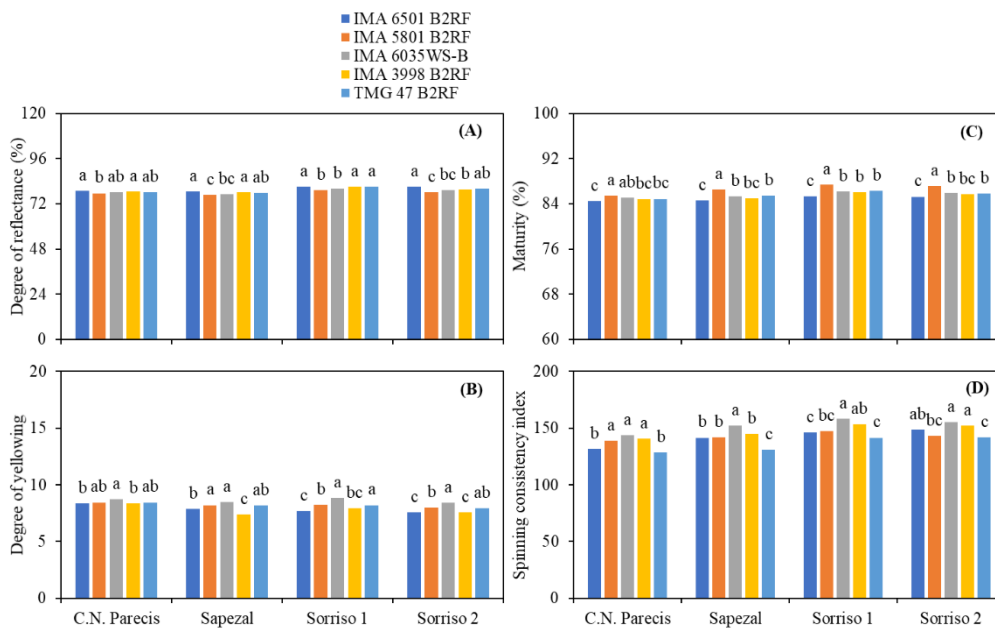 IMA 6501 B2RF
IMA 5801 B2RF
IMA 6035WS-B
IMA 3998 B2RF
TMG 47 B2RF
Degree of reflectance (%)
120
96
72
48
24
0
(A)
a b ab a ab
a c bc a ab
a b b a a
a c bc b ab
Maturity (%)
100
92
84
76
68
60
(C)
c a ab bc bc
c a b bc b
c a b b b
c a b bc b
Degree of yellowing
20
15
10
5
0
(B)
b ab a b ab
b a a c ab
c b a bc a
c b a c ab
C.N. Parecis Sapezal Sorriso 1 Sorriso 2
Spinning consistency index
200
150
100
50
0
(D)
b a a a b
b b a b c
c bc a ab c
ab bc a a c
C.N. Parecis Sapezal Sorriso 1 Sorriso 2